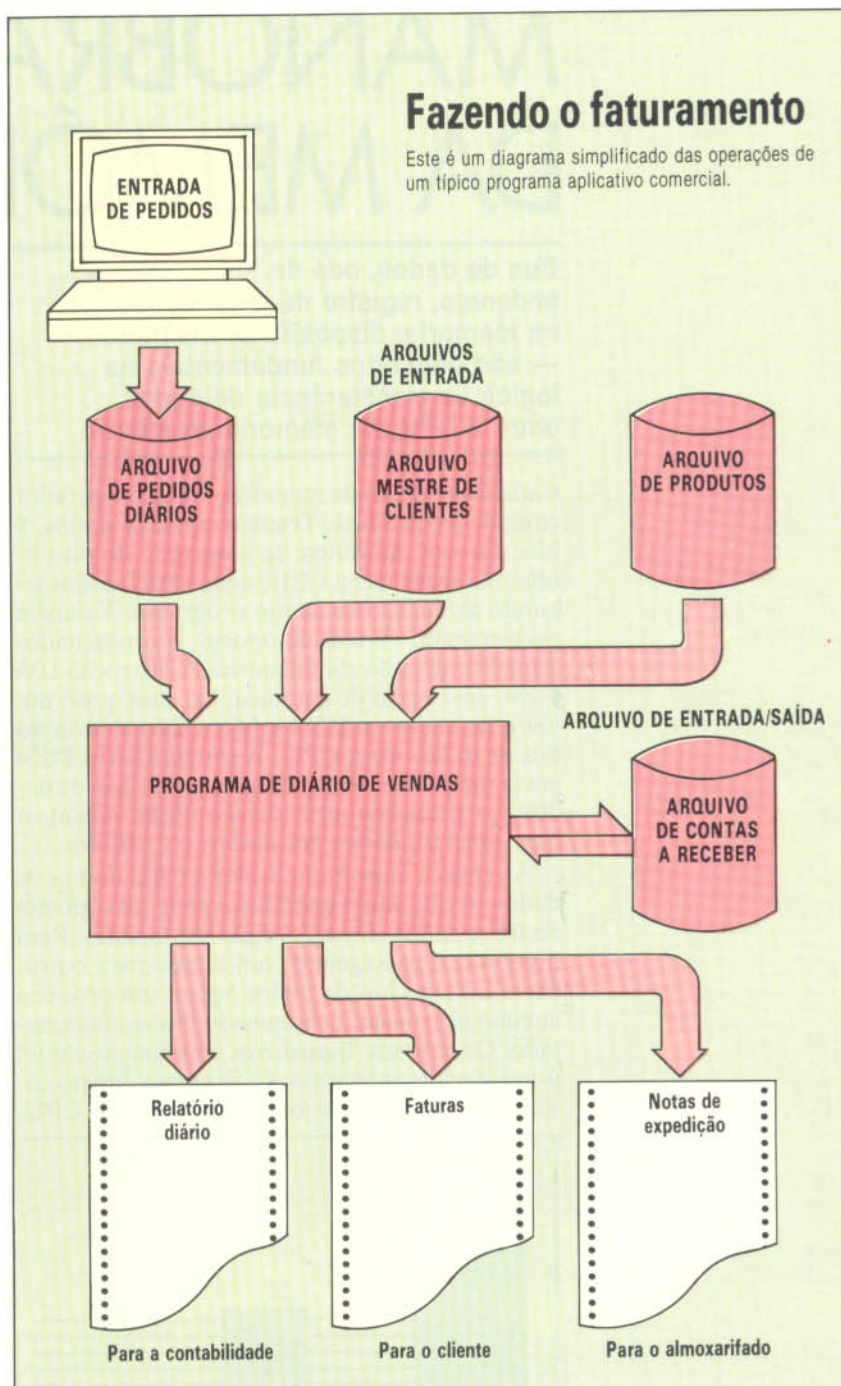 Fazendo o faturamento
Este é um diagrama simplificado das operações de
um típico programa aplicativo comercial.
ENTRADA
DE PEDIDOS
ARQUIVOS
DE ENTRADA
ARQUIVO
DE PEDIDOS
DIÁRIOS
ARQUIVO
MESTRE DE
CLIENTES
ARQUIVO
DE PRODUTOS
ARQUIVO DE ENTRADA/SAÍDA
PROGRAMA DE DIÁRIO DE VENDAS
ARQUIVO
DE CONTAS
A RECEBER
Relatório
diário
Faturas
Notas de
expedição
Para a contabilidade
Para o cliente
Para o almoxarifado